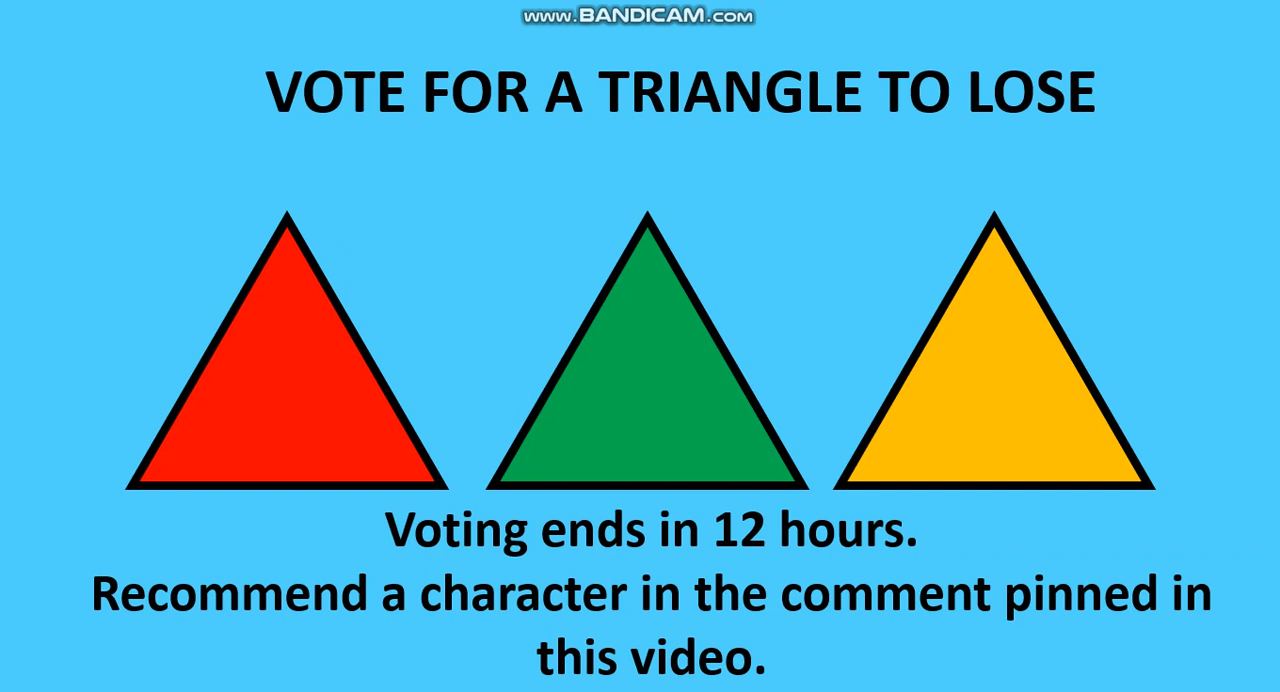 www.BANDICAM.com
VOTE FOR A TRIANGLE TO LOSE
Voting ends in 12 hours.
Recommend a character in the comment pinned in
this video.